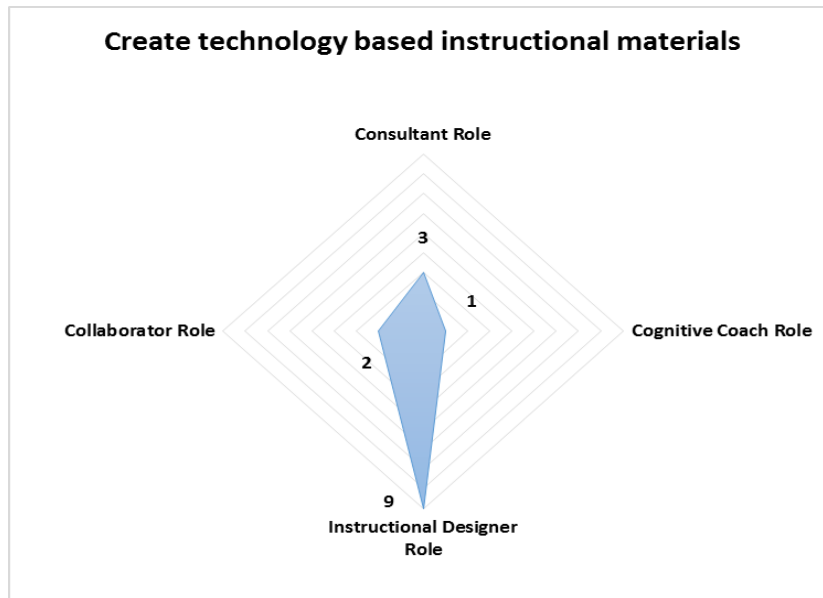 Create technology based instructional materials
Consultant Role
3
1
Collaborator Role
Cognitive Coach Role
2
9
Instructional Designer
Role